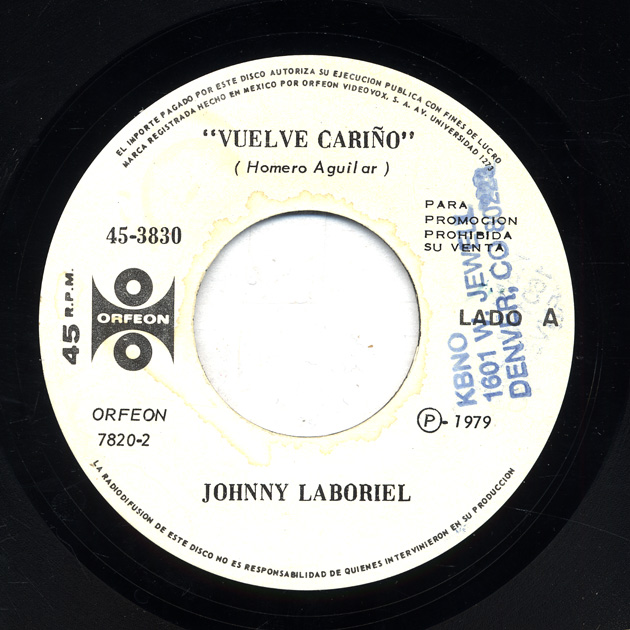 EL IMPORTE PAGADO POR ESTE DISCO AUTORIZA SU EJECUCION PUBLICA CON FINES DE LUCRO
MARCA REGISTRADA HECHO EN MEXICO POR ORFEON VIDEOVOX, S. A. AV. UNIVERSIDAD 1273
"VUELVE CARIÑO"
( Homero Aguilar )
45-3830
PARA
PROMOCION
PROHIBIDA
SU VENTA
45 R.P.M.
ORFEON
LADO A
KBNO
1601 W. JEWELL
DENVER, CO
ORFEON
7820-2
P - 1979
JOHNNY LABORIEL
LA RADIODIFUSION DE ESTE DISCO NO ES RESPONSABILIDAD DE QUIENES INTERVINIERON EN SU PRODUCCION